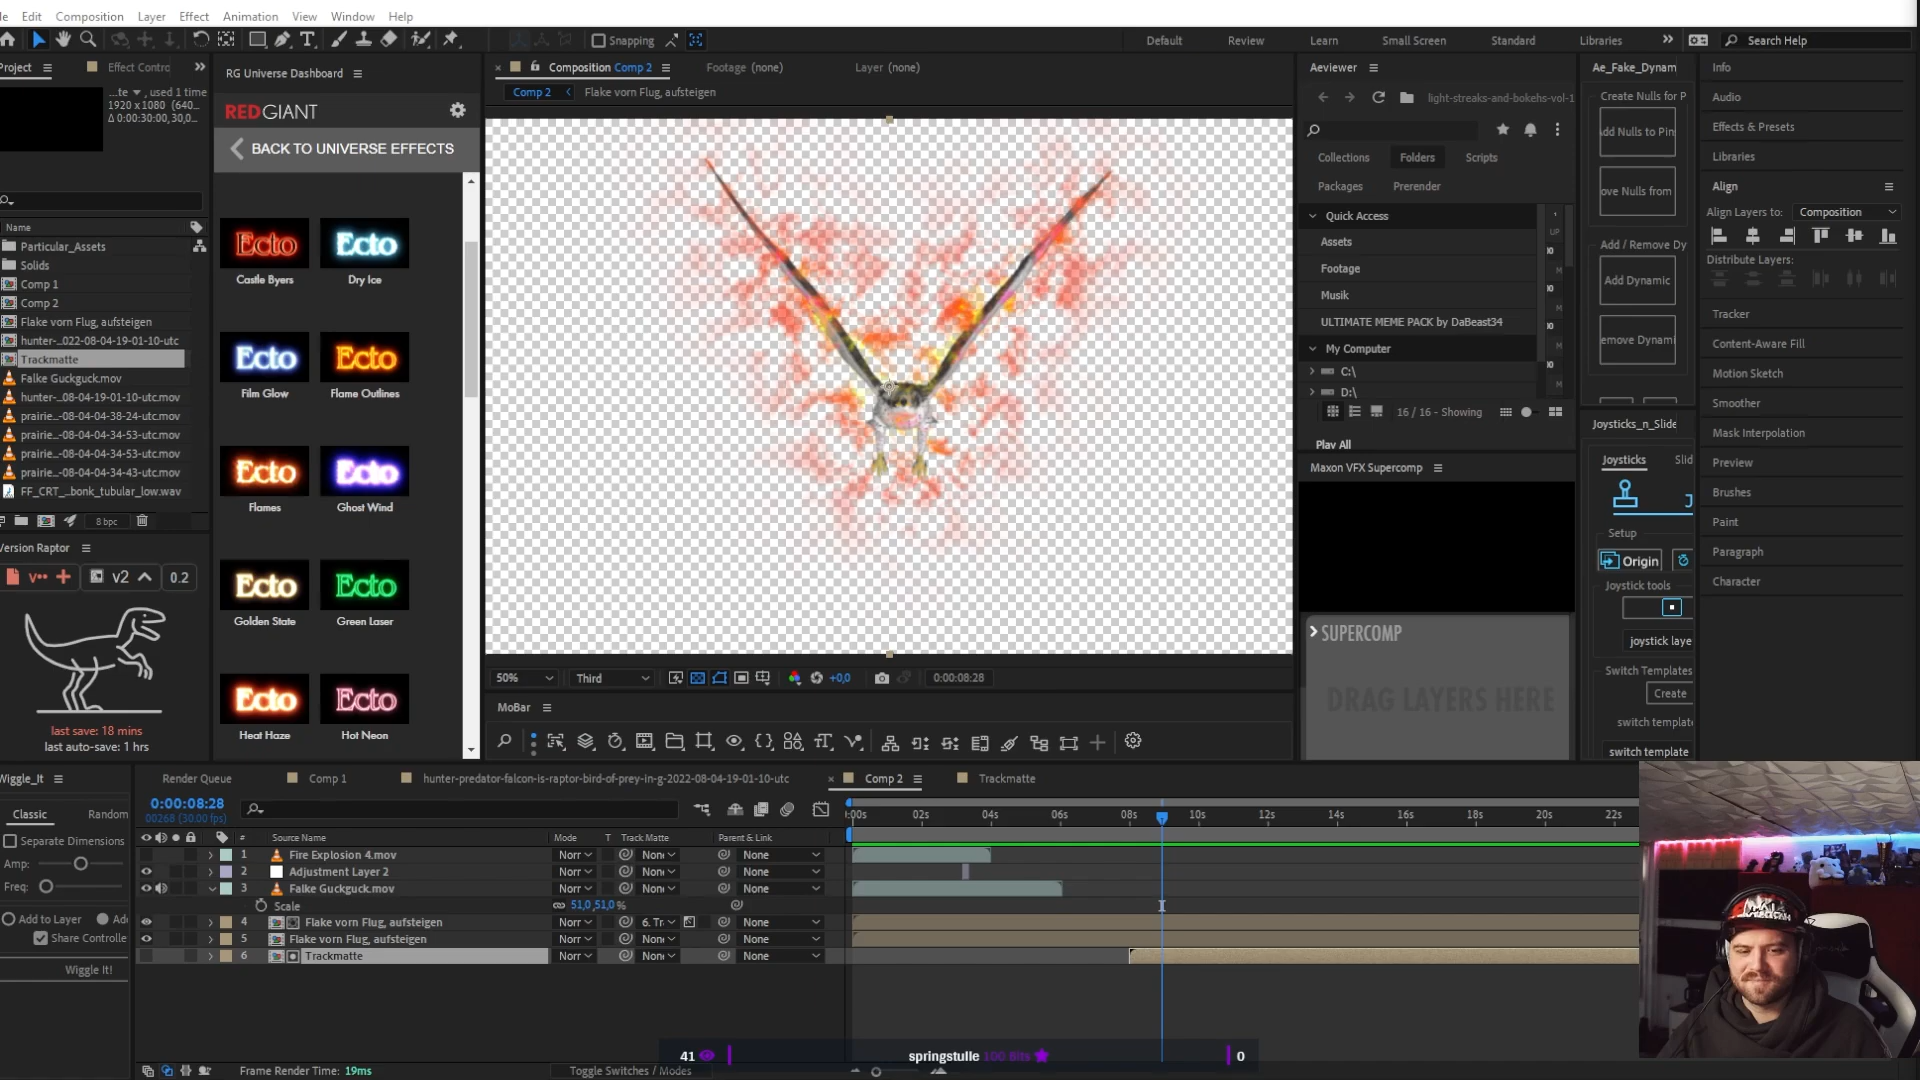 Edit Composition Layer Effect Animation View Window Help
Snapping
Default Review Learn Small Screen Standard Libraries Search Help
Project Effect Contro
...te , used 1 time
1920 x 1080 (640...
Δ 0:00:30:00, 30,0...
Name
Particular_Assets
Solids
Comp 1
Comp 2
Flake vorn Flug, aufsteigen
hunter-...022-08-04-19-01-10-utc
Trackmatte
Falke Guckguck.mov
hunter-...08-04-19-01-10-utc.mov
prairie...-08-04-04-38-24-utc.mov
prairie...-08-04-04-34-53-utc.mov
prairie...-08-04-04-34-53-utc.mov
prairie...-08-04-04-34-43-utc.mov
FF_CRT_...bonk_tubular_low.wav
8 bpc
Version Raptor
v2 0.2
last save: 18 mins
last auto-save: 1 hrs
RG Universe Dashboard
REDGIANT
BACK TO UNIVERSE EFFECTS
Ecto Ecto
Castle Byers Dry Ice
Ecto Ecto
Film Glow Flame Outlines
Ecto Ecto
Flames Ghost Wind
Ecto Ecto
Golden State Green Laser
Ecto Ecto
Heat Haze Hot Neon
Composition Comp 2 Footage (none) Layer (none)
Comp 2 Flake vorn Flug, aufsteigen
50% Third +0,0 0:00:08:28
MoBar
Aeviewer
light-streaks-and-bokehs-vol-1
Collections Folders Scripts
Packages Prerender
Quick Access
Assets
Footage
Musik
ULTIMATE MEME PACK by DaBeast34
My Computer
C:\
D:\
16 / 16 - Showing
Play All
Maxon VFX Supercomp
SUPERCOMP
DRAG LAYERS HERE
Ae_Fake_Dynam
Create Nulls for P
Add Nulls to Pin
ove Nulls from
Add / Remove Dy
Add Dynamic
emove Dynami
Joysticks_n_Slide
Joysticks Slid
Setup
Origin
Joystick tools
joystick laye
Switch Templates
Create
switch template
switch template
Info
Audio
Effects & Presets
Libraries
Align
Align Layers to: Composition
Distribute Layers:
Tracker
Content-Aware Fill
Motion Sketch
Smoother
Mask Interpolation
Preview
Brushes
Paint
Paragraph
Character
Wiggle_It
Classic Random
Separate Dimensions
Amp:
Freq:
Add to Layer
Share Controlle
Wiggle It!
Render Queue Comp 1 hunter-predator-falcon-is-raptor-bird-of-prey-in-g-2022-08-04-19-01-10-utc Comp 2 Trackmatte
0:00:08:28
00268 (30.00 fps)
:00s 02s 04s 06s 08s 10s 12s 14s 16s 18s 20s 22s
# Source Name Mode T Track Matte Parent & Link
1 Fire Explosion 4.mov Norr None None
2 Adjustment Layer 2 Norr None None
3 Falke Guckguck.mov Norr None None
Scale 51,0,51,0 %
4 Flake vorn Flug, aufsteigen Norr 6. Tr None
5 Flake vorn Flug, aufsteigen Norr None None
6 Trackmatte Norr None None
41 springstulle 100 Bits 0
Frame Render Time: 19ms Toggle Switches / Modes